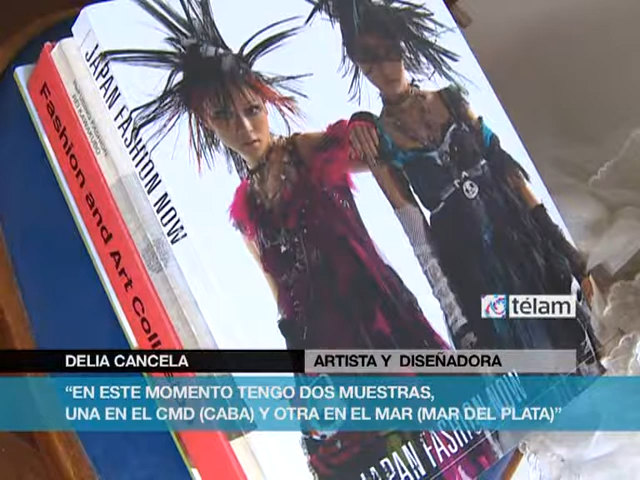 JAPAN FASHION NOW
Fashion and Art Coll
télam
DELIA CANCELA
ARTISTA Y DISEÑADORA
“EN ESTE MOMENTO TENGO DOS MUESTRAS,
UNA EN EL CMD (CABA) Y OTRA EN EL MAR (MAR DEL PLATA)”
JAPAN FASHION NOW